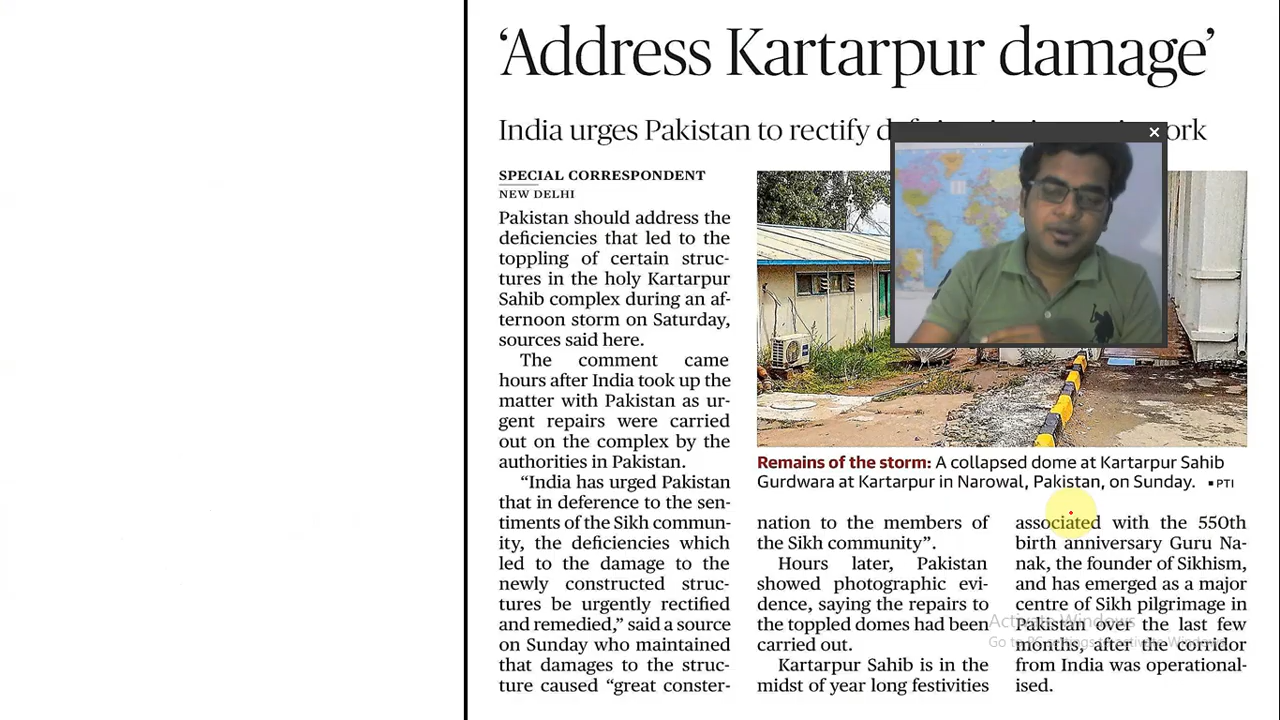 ‘Address Kartarpur damage’
India urges Pakistan to rectify
ork
SPECIAL CORRESPONDENT
NEW DELHI
Pakistan should address the
deficiencies that led to the
toppling of certain struc-
tures in the holy Kartarpur
Sahib complex during an af-
ternoon storm on Saturday,
sources said here.
The comment came
hours after India took up the
matter with Pakistan as ur-
gent repairs were carried
out on the complex by the
authorities in Pakistan.
“India has urged Pakistan
that in deference to the sen-
timents of the Sikh commun-
ity, the deficiencies which
led to the damage to the
newly constructed struc-
tures be urgently rectified
and remedied,” said a source
on Sunday who maintained
that damages to the struc-
ture caused “great conster-
Remains of the storm: A collapsed dome at Kartarpur Sahib
Gurdwara at Kartarpur in Narowal, Pakistan, on Sunday. ▪ PTI
nation to the members of
the Sikh community”.
Hours later, Pakistan
showed photographic evi-
dence, saying the repairs to
the toppled domes had been
carried out.
Kartarpur Sahib is in the
midst of year long festivities
associated with the 550th
birth anniversary Guru Na-
nak, the founder of Sikhism,
and has emerged as a major
centre of Sikh pilgrimage in
Pakistan over the last few
months, after the corridor
from India was operational-
ised.
Activate Windows
Go to PC settings to activate Windows.